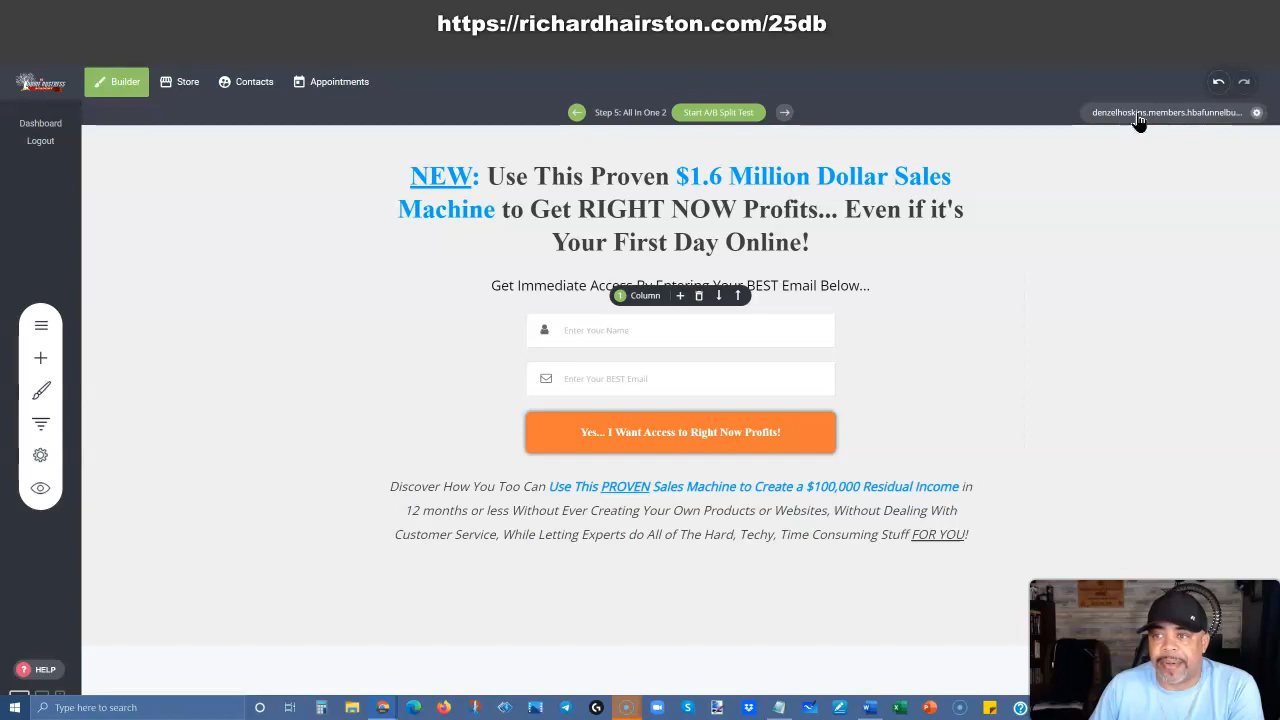 https://richardhairston.com/25db
Builder
Store
Contacts
Appointments
Dashboard
Logout
Step 5: All In One 2
Start A/B Split Test
denzelhoskins.members.hbafunnelbu...
NEW: Use This Proven $1.6 Million Dollar Sales
Machine to Get RIGHT NOW Profits... Even if it's
Your First Day Online!
Get Immediate Access By Entering Your BEST Email Below...
1 Column
Enter Your Name
Enter Your BEST Email
Yes... I Want Access to Right Now Profits!
Discover How You Too Can Use This PROVEN Sales Machine to Create a $100,000 Residual Income in
12 months or less Without Ever Creating Your Own Products or Websites, Without Dealing With
Customer Service, While Letting Experts do All of The Hard, Techy, Time Consuming Stuff FOR YOU!
? HELP
Type here to search